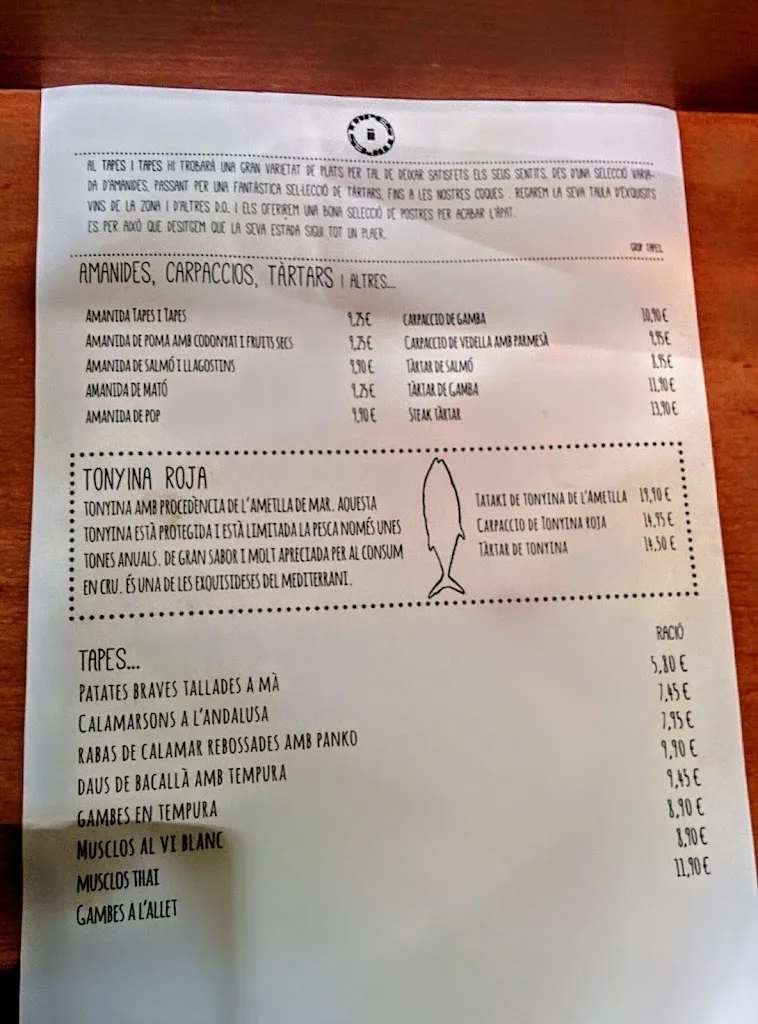 AL TAPES I TAPES HI TROBARÀ UNA GRAN VARIETAT DE PLATS PER TAL DE DEIXAR SATISFETS ELS SEUS SENTITS. DES D'UNA SELECCIÓ VARIA-
DA D'AMANIDES, PASSANT PER UNA FANTÀSTICA SEL·LECCIÓ DE TÀRTARS, FINS A LES NOSTRES COQUES . REGAREM LA SEVA TAULA D'EXQUISITS
VINS DE LA ZONA I D'ALTRES D.O. I ELS OFERIREM UNA BONA SELECCIÓ DE POSTRES PER ACABAR L'ÀPAT.
ES PER AIXÒ QUE DESITGEM QUE LA SEVA ESTADA SIGUI TOT UN PLAER.
GRUP TAPES.
AMANIDES, CARPACCIOS, TÀRTARS I ALTRES...
AMANIDA TAPES I TAPES 9,25 €
AMANIDA DE POMA AMB CODONYAT I FRUITS SECS 9,25 €
AMANIDA DE SALMÓ I LLAGOSTINS 9,90 €
AMANIDA DE MATÓ 9,25 €
AMANIDA DE POP 9,90 €
CARPACCIO DE GAMBA 10,90 €
CARPACCIO DE VEDELLA AMB PARMESÀ 9,95 €
TÀRTAR DE SALMÓ 8,95 €
TÀRTAR DE GAMBA 11,90 €
STEAK TÀRTAR 13,90 €
TONYINA ROJA
TONYINA AMB PROCEDÈNCIA DE L'AMETLLA DE MAR. AQUESTA
TONYINA ESTÀ PROTEGIDA I ESTÀ LIMITADA LA PESCA NOMÉS UNES
TONES ANUALS. DE GRAN SABOR I MOLT APRECIADA PER AL CONSUM
EN CRU. ÉS UNA DE LES EXQUISIDESES DEL MEDITERRANI.
TATAKI DE TONYINA DE L'AMETLLA 19,90 €
CARPACCIO DE TONYINA ROJA 14,95 €
TÀRTAR DE TONYINA 14,50 €
RACIÓ
TAPES...
PATATES BRAVES TALLADES A MÀ 5,80 €
CALAMARSONS A L'ANDALUSA 7,45 €
RABAS DE CALAMAR REBOSSADES AMB PANKO 7,95 €
DAUS DE BACALLÀ AMB TEMPURA 9,90 €
GAMBES EN TEMPURA 9,45 €
MUSCLOS AL VI BLANC 8,90 €
MUSCLOS THAI 8,90 €
GAMBES A L'ALLET 11,90 €